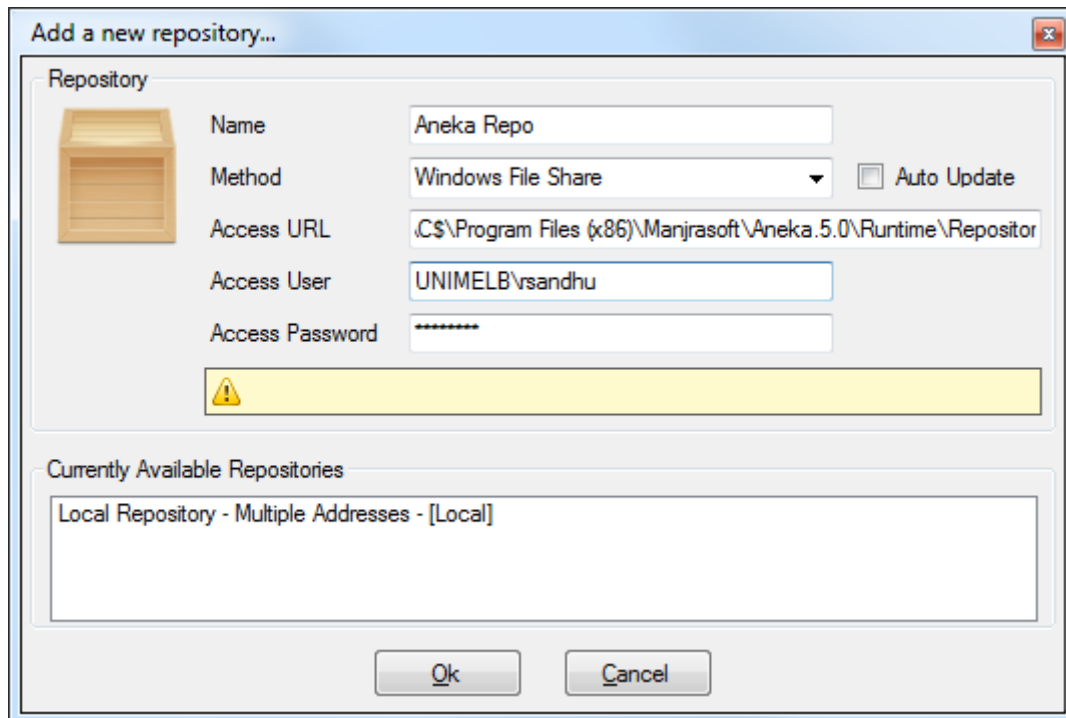 Add a new repository...
Repository
Name Aneka Repo
Method Windows File Share Auto Update
Access URL C$\Program Files (x86)\Manjrasoft\Aneka.5.0\Runtime\Repositor
Access User UNIMELB\rsandhu
Access Password ********
Currently Available Repositories
Local Repository - Multiple Addresses - [Local]
Ok Cancel